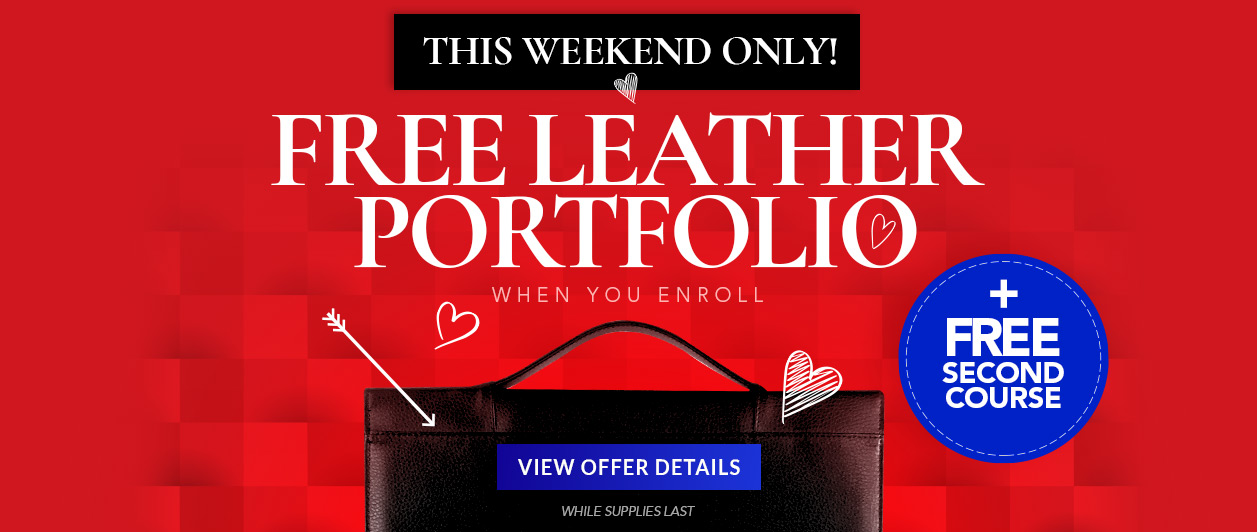 THIS WEEKEND ONLY!
FREE LEATHER
PORTFOLIO
WHEN YOU ENROLL
+
FREE
SECOND
COURSE
VIEW OFFER DETAILS
WHILE SUPPLIES LAST